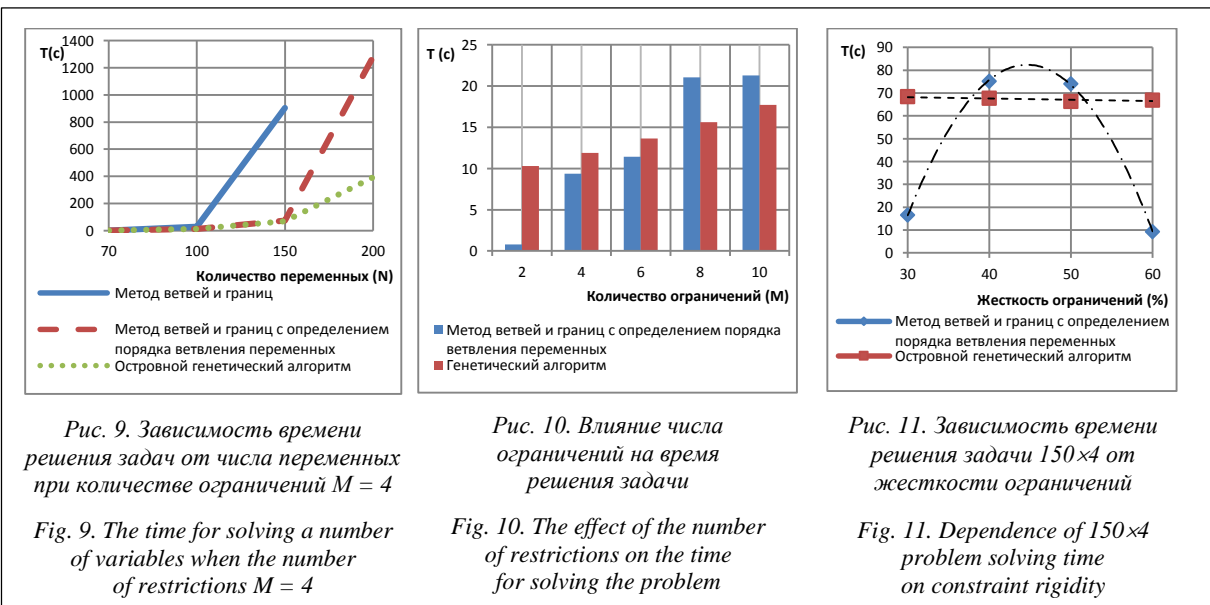 T(c)
1400
1200
1000
800
600
400
200
0
70
100
150
200
Количество переменных (N)
Метод ветвей и границ
Метод ветвей и границ с определением
порядка ветвления переменных
Островной генетический алгоритм
Рис. 9. Зависимость времени
решения задач от числа переменных
при количестве ограничений M = 4
Fig. 9. The time for solving a number
of variables when the number
of restrictions M = 4
T (c)
25
20
15
10
5
0
2
4
6
8
10
Количество ограничений (M)
Метод ветвей и границ с определением порядка
ветвления переменных
Генетический алгоритм
Рис. 10. Влияние числа
ограничений на время
решения задачи
Fig. 10. The effect of the number
of restrictions on the time
for solving the problem
T(c)
90
80
70
60
50
40
30
20
10
0
30
40
50
60
Жесткость ограничений (%)
Метод ветвей и границ с определением
порядка ветвления переменных
Островной генетический алгоритм
Рис. 11. Зависимость времени
решения задачи 150×4 от
жесткости ограничений
Fig. 11. Dependence of 150×4
problem solving time
on constraint rigidity